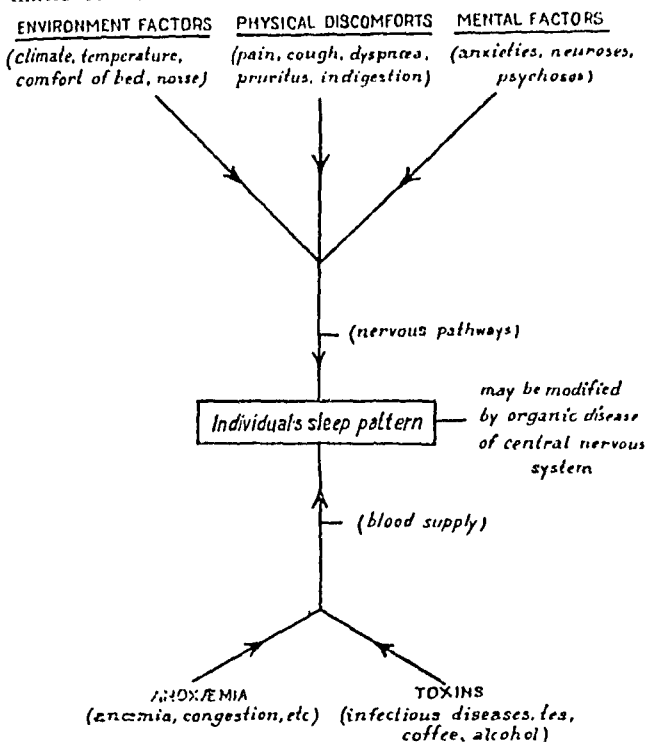 ENVIRONMENT FACTORS
(climate, temperature,
comfort of bed, noise)
PHYSICAL DISCOMFORTS
(pain, cough, dyspnœa,
pruritus, indigestion)
MENTAL FACTORS
(anxieties, neuroses,
psychoses)
(nervous pathways)
Individuals sleep pattern
may be modified
by organic disease
of central nervous
system
(blood supply)
ANOXÆMIA
(anœmia, congestion, etc)
TOXINS
(infectious diseases, tea,
coffee, alcohol)